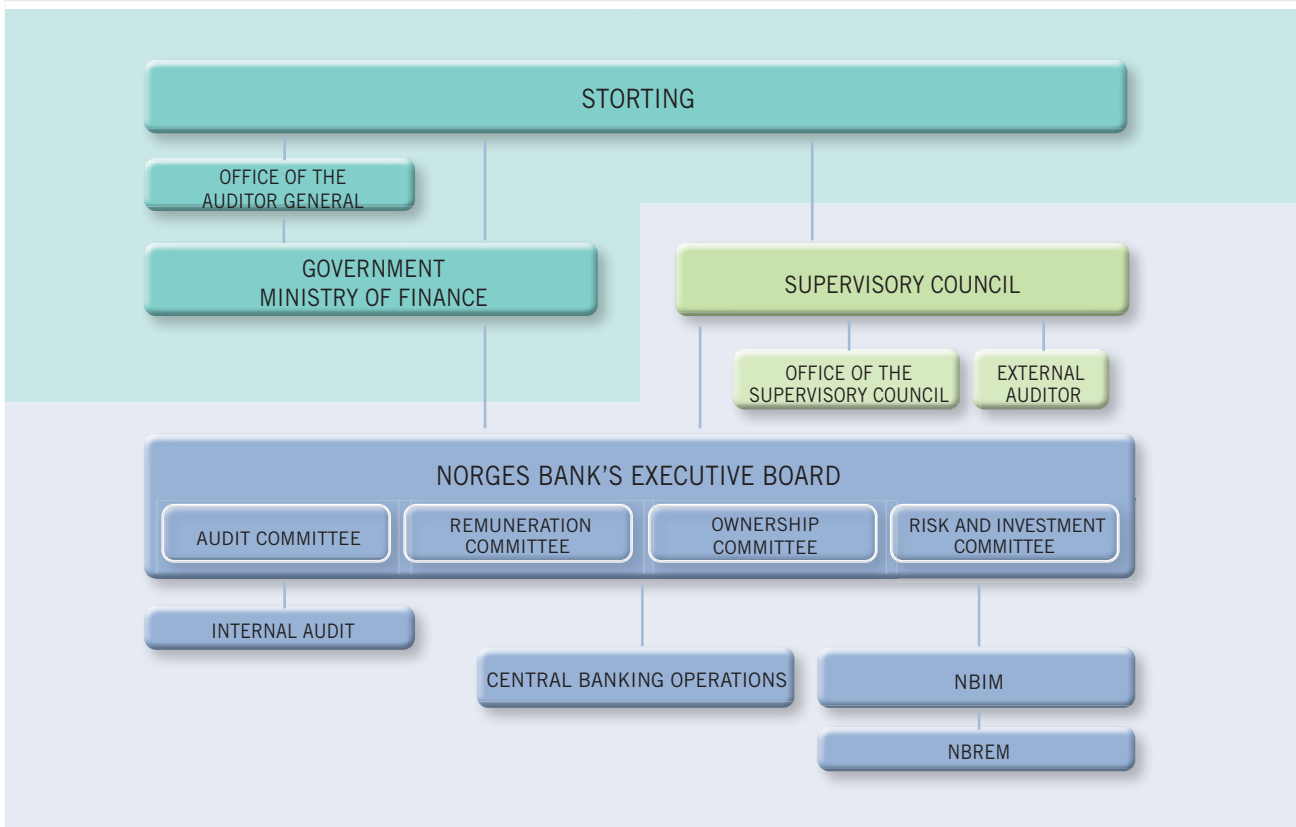 STORTING
OFFICE OF THE
AUDITOR GENERAL
GOVERNMENT
MINISTRY OF FINANCE
SUPERVISORY COUNCIL
OFFICE OF THE
SUPERVISORY COUNCIL
EXTERNAL
AUDITOR
NORGES BANK’S EXECUTIVE BOARD
AUDIT COMMITTEE
REMUNERATION
COMMITTEE
OWNERSHIP
COMMITTEE
RISK AND INVESTMENT
COMMITTEE
INTERNAL AUDIT
CENTRAL BANKING OPERATIONS
NBIM
NBREM